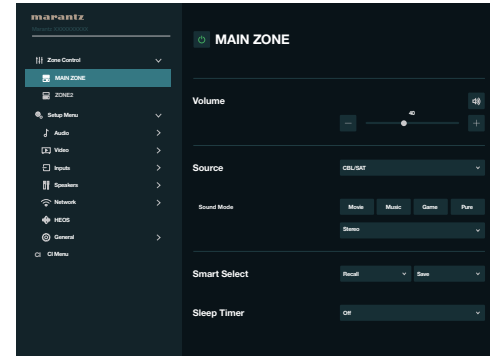 marantz
Zone Control
MAIN ZONE
ZONE2
Setup Menu
Audio
Video
Inputs
Speakers
Network
HEOS
General
CI CI Menu
MAIN ZONE
Volume
40
Source
CBL/SAT
Sound Mode
Movie Music Game Pure
Stereo
Smart Select
Recall Save
Sleep Timer
Off